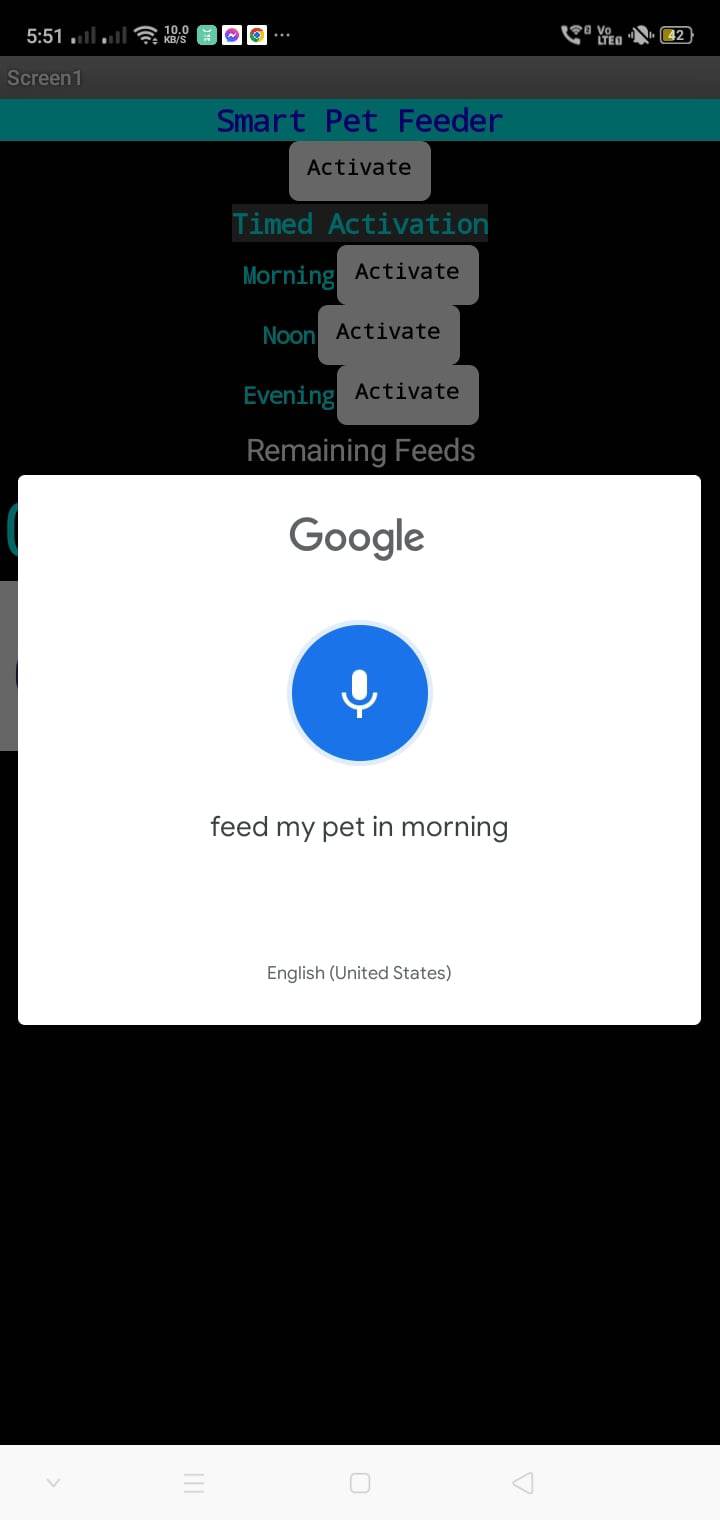 5:51 10.0 KB/S Vo LTE 42
Screen1
Smart Pet Feeder
Activate
Timed Activation
Morning Activate
Noon Activate
Evening Activate
Remaining Feeds
Google
feed my pet in morning
English (United States)